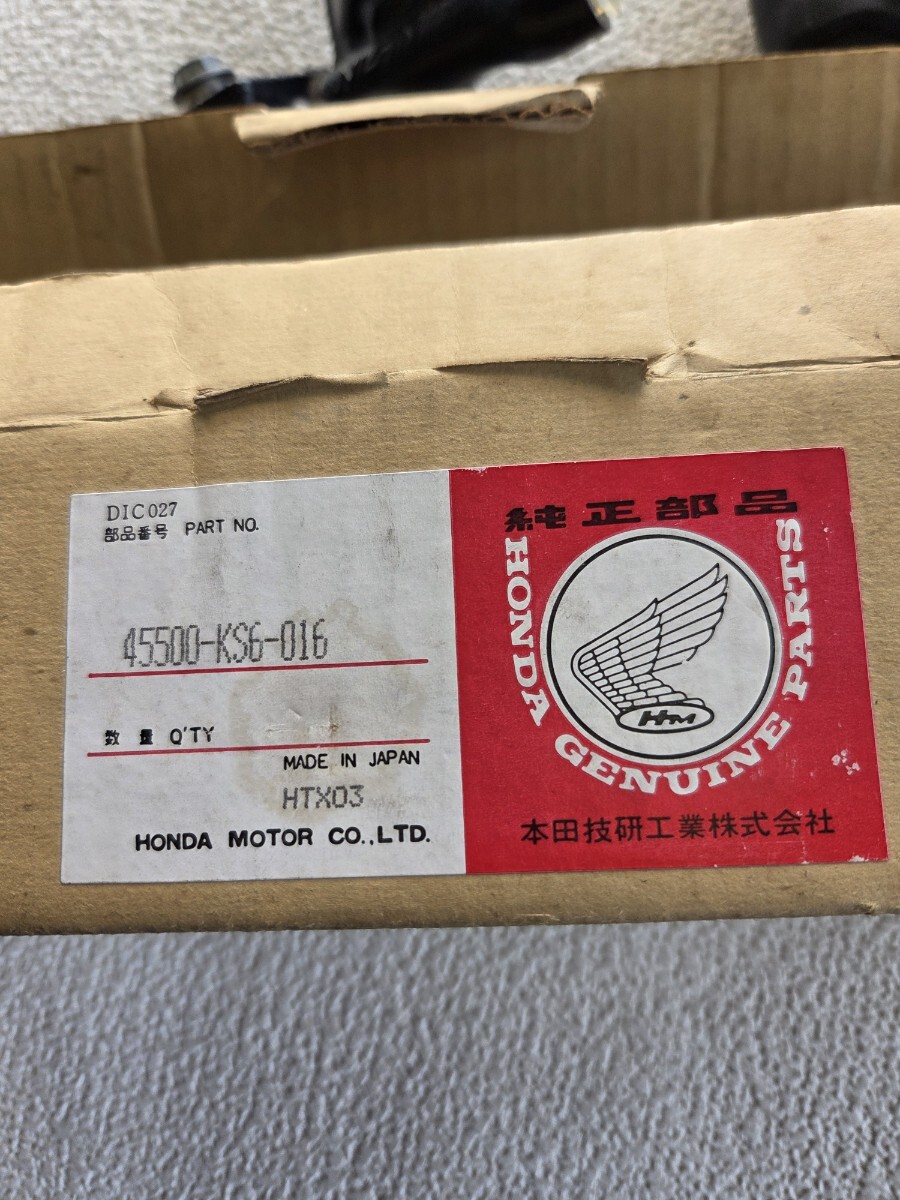 DIC027
部品番号 PART NO.
45500-KS6-016
数量 Q'TY
MADE IN JAPAN
HTX03
HONDA MOTOR CO.,LTD.
純正部品
HONDA GENUINE PARTS
HM
本田技研工業株式会社